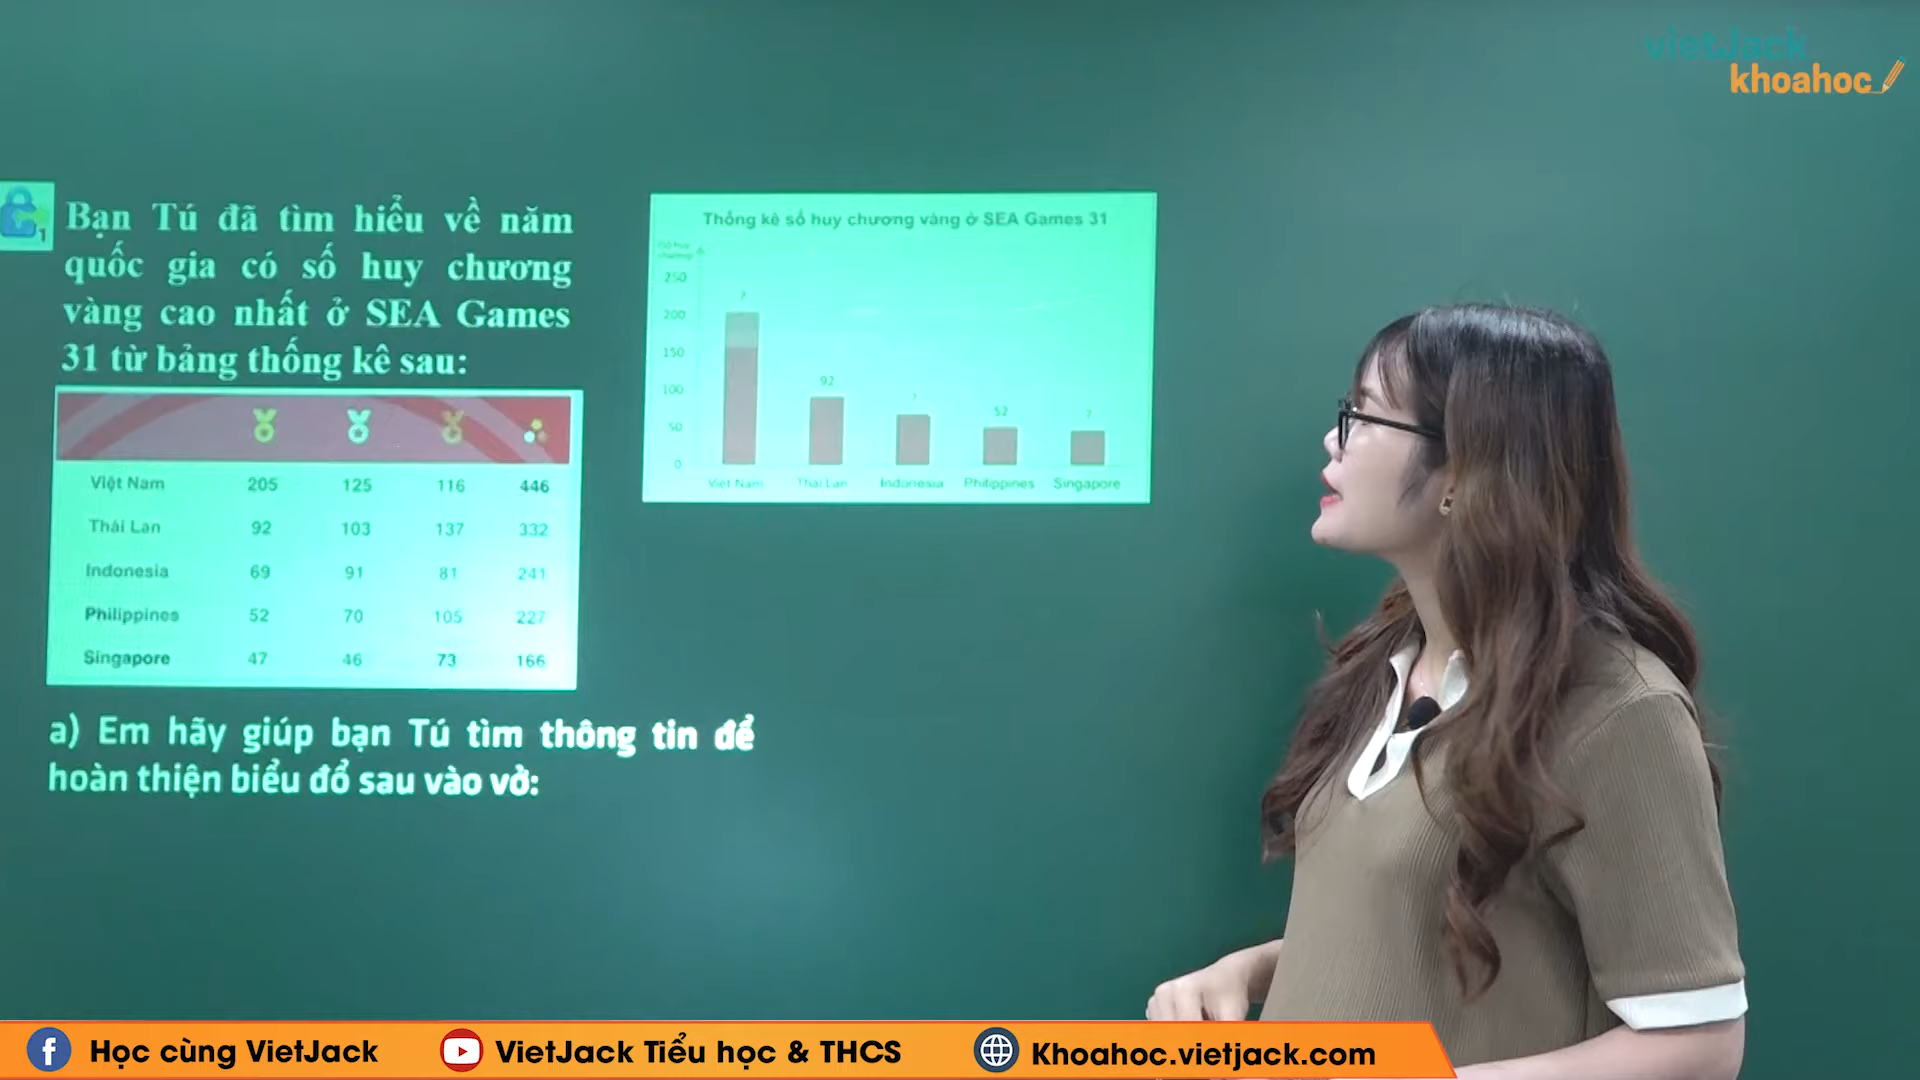 vietJack
khoahoc
1
Bạn Tú đã tìm hiểu về năm
quốc gia có số huy chương
vàng cao nhất ở SEA Games
31 từ bảng thống kê sau:
Việt Nam 205 125 116 446
Thái Lan 92 103 137 332
Indonesia 69 91 81 241
Philippines 52 70 105 227
Singapore 47 46 73 166
a) Em hãy giúp bạn Tú tìm thông tin để
hoàn thiện biểu đồ sau vào vở:
Thống kê số huy chương vàng ở SEA Games 31
(Số huy
chương)
250
200
150
100
50
0
? 92 ? 52 ?
Việt Nam Thái Lan Indonesia Philippines Singapore
Học cùng VietJack
VietJack Tiểu học & THCS
Khoahoc.vietjack.com